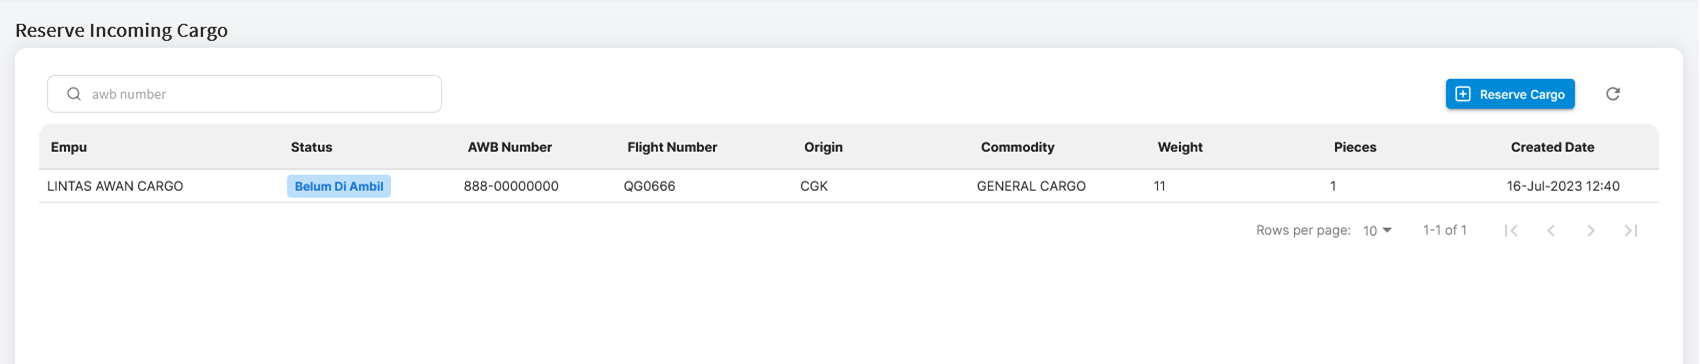 Reserve Incoming Cargo
awb number
Reserve Cargo
Empu Status AWB Number Flight Number Origin Commodity Weight Pieces Created Date
LINTAS AWAN CARGO Belum Di Ambil 888-00000000 QG0666 CGK GENERAL CARGO 11 1 16-Jul-2023 12:40
Rows per page: 10 1-1 of 1